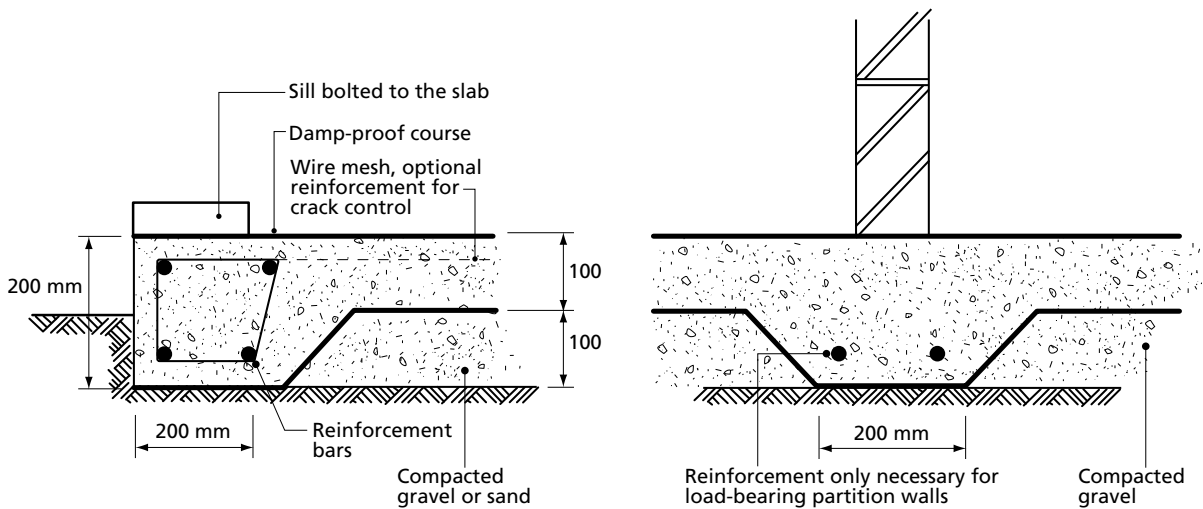 Sill bolted to the slab
Damp-proof course
Wire mesh, optional
reinforcement for
crack control
200 mm
100
100
200 mm
Reinforcement
bars
Compacted
gravel or sand
200 mm
Reinforcement only necessary for
load-bearing partition walls
Compacted
gravel